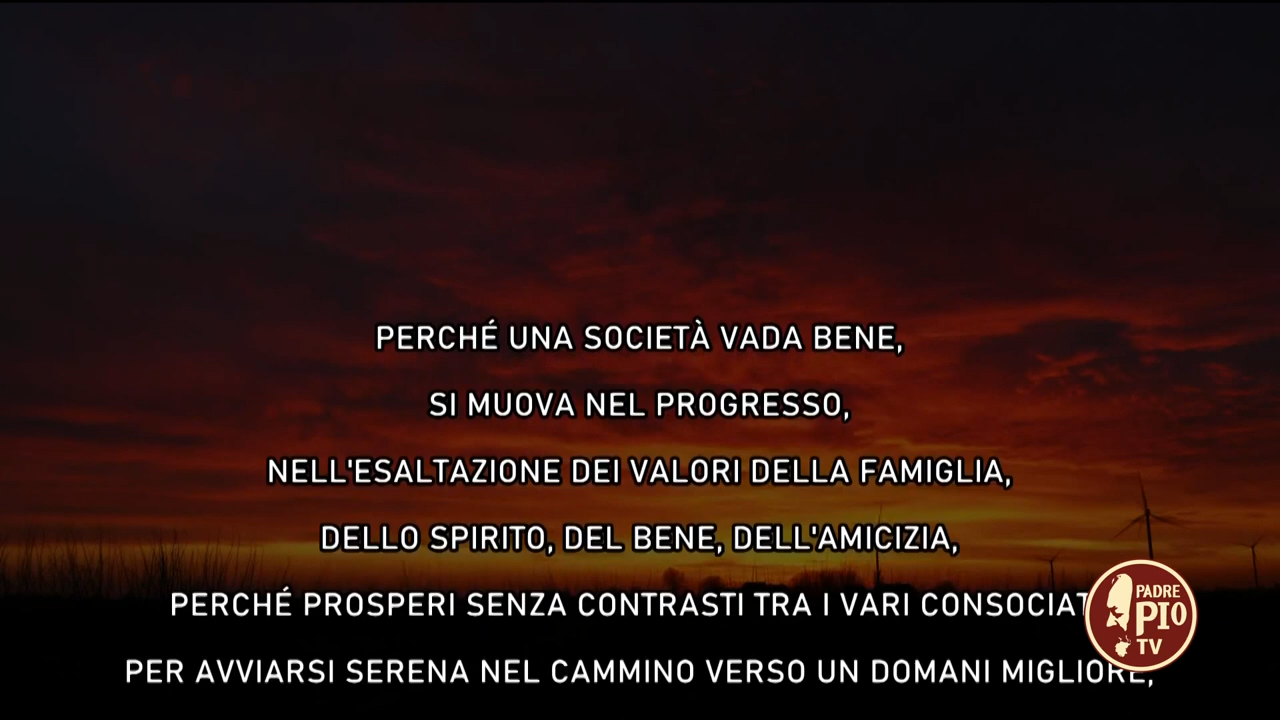 PERCHÉ UNA SOCIETÀ VADA BENE,
SI MUOVA NEL PROGRESSO,
NELL'ESALTAZIONE DEI VALORI DELLA FAMIGLIA,
DELLO SPIRITO, DEL BENE, DELL'AMICIZIA,
PERCHÉ PROSPERI SENZA CONTRASTI TRA I VARI
PER AVVIARSI SERENA NEL CAMMINO VERSO UN DOMANI MIGLIORE,
PADRE
PIO
TV